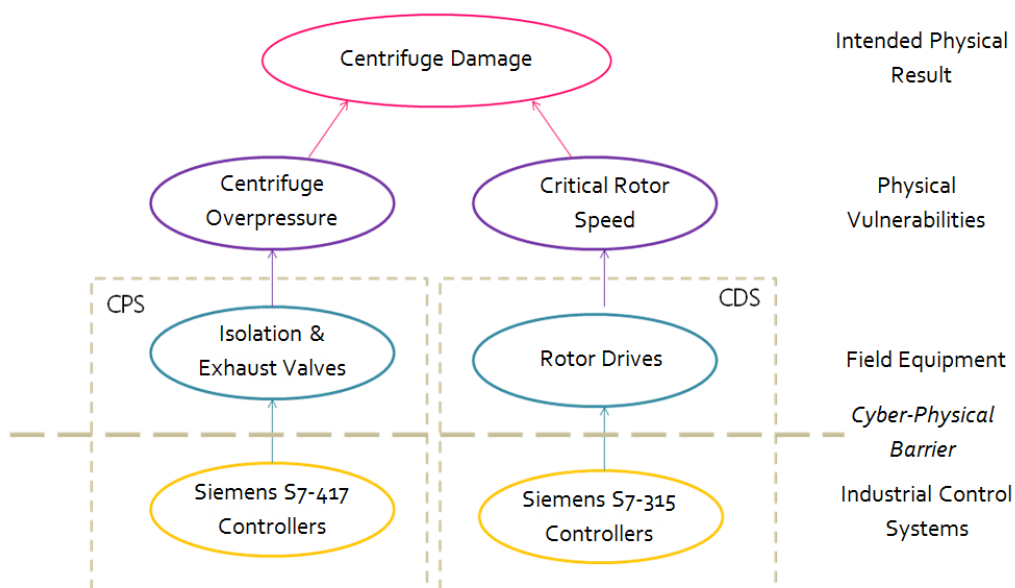 Centrifuge Damage
Intended Physical
Result
Centrifuge
Overpressure
Critical Rotor
Speed
Physical
Vulnerabilities
CPS
CDS
Isolation &
Exhaust Valves
Rotor Drives
Field Equipment
Cyber-Physical
Barrier
Siemens S7-417
Controllers
Siemens S7-315
Controllers
Industrial Control
Systems